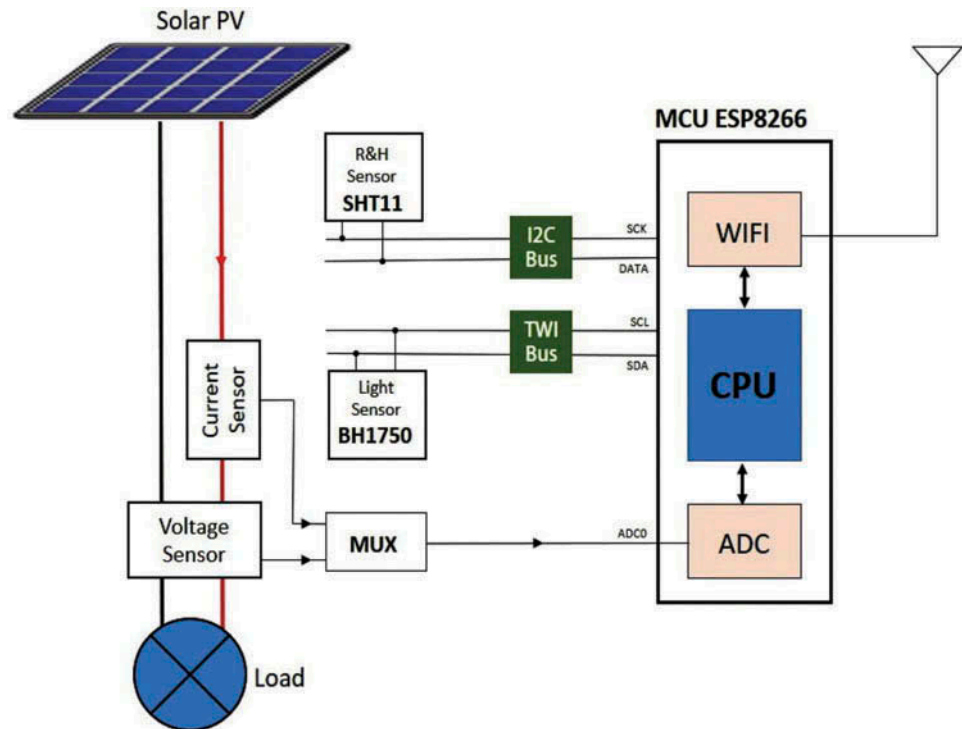 Solar PV
MCU ESP8266
R&H
Sensor
SHT11
I2C
Bus
SCK
DATA
WIFI
TWI
Bus
SCL
SDA
Light
Sensor
BH1750
CPU
Current
Sensor
Voltage
Sensor
MUX
ADC0
ADC
Load